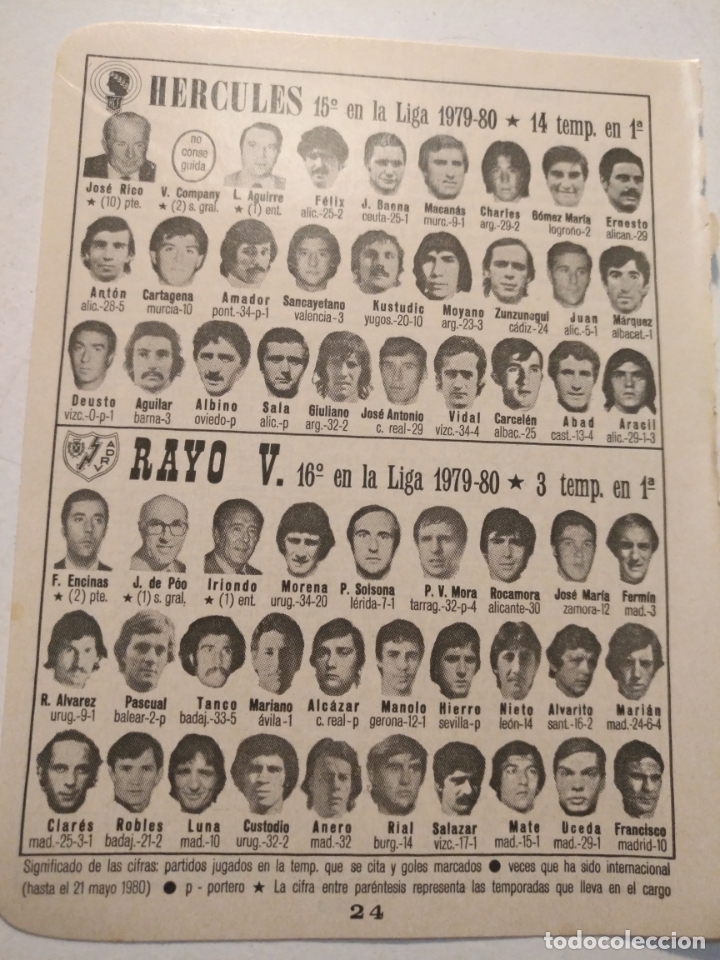 HERCULES 15º en la Liga 1979-80 ★ 14 temp. en 1ª
no
conse
guida
José Rico V. Company L. Aguirre Félix J. Baena Macanás Charles Gómez María Ernesto
★ (10) pte. ★ (2) s. gral. ★ (1) ent. alic.-25-2 ceuta-25-1 murc.-9-1 arg.-29-2 logroño-2 alican.-29
Antón Cartagena Amador Sancayetano Kustudic Moyano Zunzunegui Juan Márquez
alic.-28-5 murcia-10 pont.-34-p-1 valencia-3 yugos.-20-10 arg.-23-3 cádiz-24 alic.-5-1 albacet.-1
Deusto Aguilar Albino Sala Giuliano José Antonio Vidal Carcelén Abad Aracil
vizc.-0-p-1 barna-3 oviedo-p alic.-p arg.-32-2 c. real-29 vizc.-34-4 albac.-25 cast.-13-4 alic.-29-1-3
A D R V
RAYO V. 16º en la Liga 1979-80 ★ 3 temp. en 1ª
F. Encinas J. de Póo Iriondo Morena P. Solsona P. V. Mora Rocamora José María Fermín
★ (2) pte. ★ (1) s. gral. ★ (1) ent. urug.-34-20 lérida-7-1 tarrag.-32-p-4 alicante-30 zamora-12 mad.-3
R. Alvarez Pascual Tanco Mariano Alcázar Manolo Hierro Nieto Alvarito Marián
urug.-9-1 balear-2-p badaj.-33-5 ávila-1 c. real-p gerona-12-1 sevilla-p león-14 sant.-16-2 mad.-24-6-4
Clarés Robles Luna Custodio Anero Rial Salazar Mate Uceda Francisco
mad.-25-3-1 badaj.-21-2 mad.-10 urug.-32-2 mad.-32 burg.-14 vizc.-17-1 mad.-15-1 mad.-29-1 madrid-10
Significado de las cifras: partidos jugados en la temp. que se cita y goles marcados ● veces que ha sido internacional
(hasta el 21 mayo 1980) ● p - portero ★ La cifra entre paréntesis representa las temporadas que lleva en el cargo
24
todocoleccion
todocoleccion.net